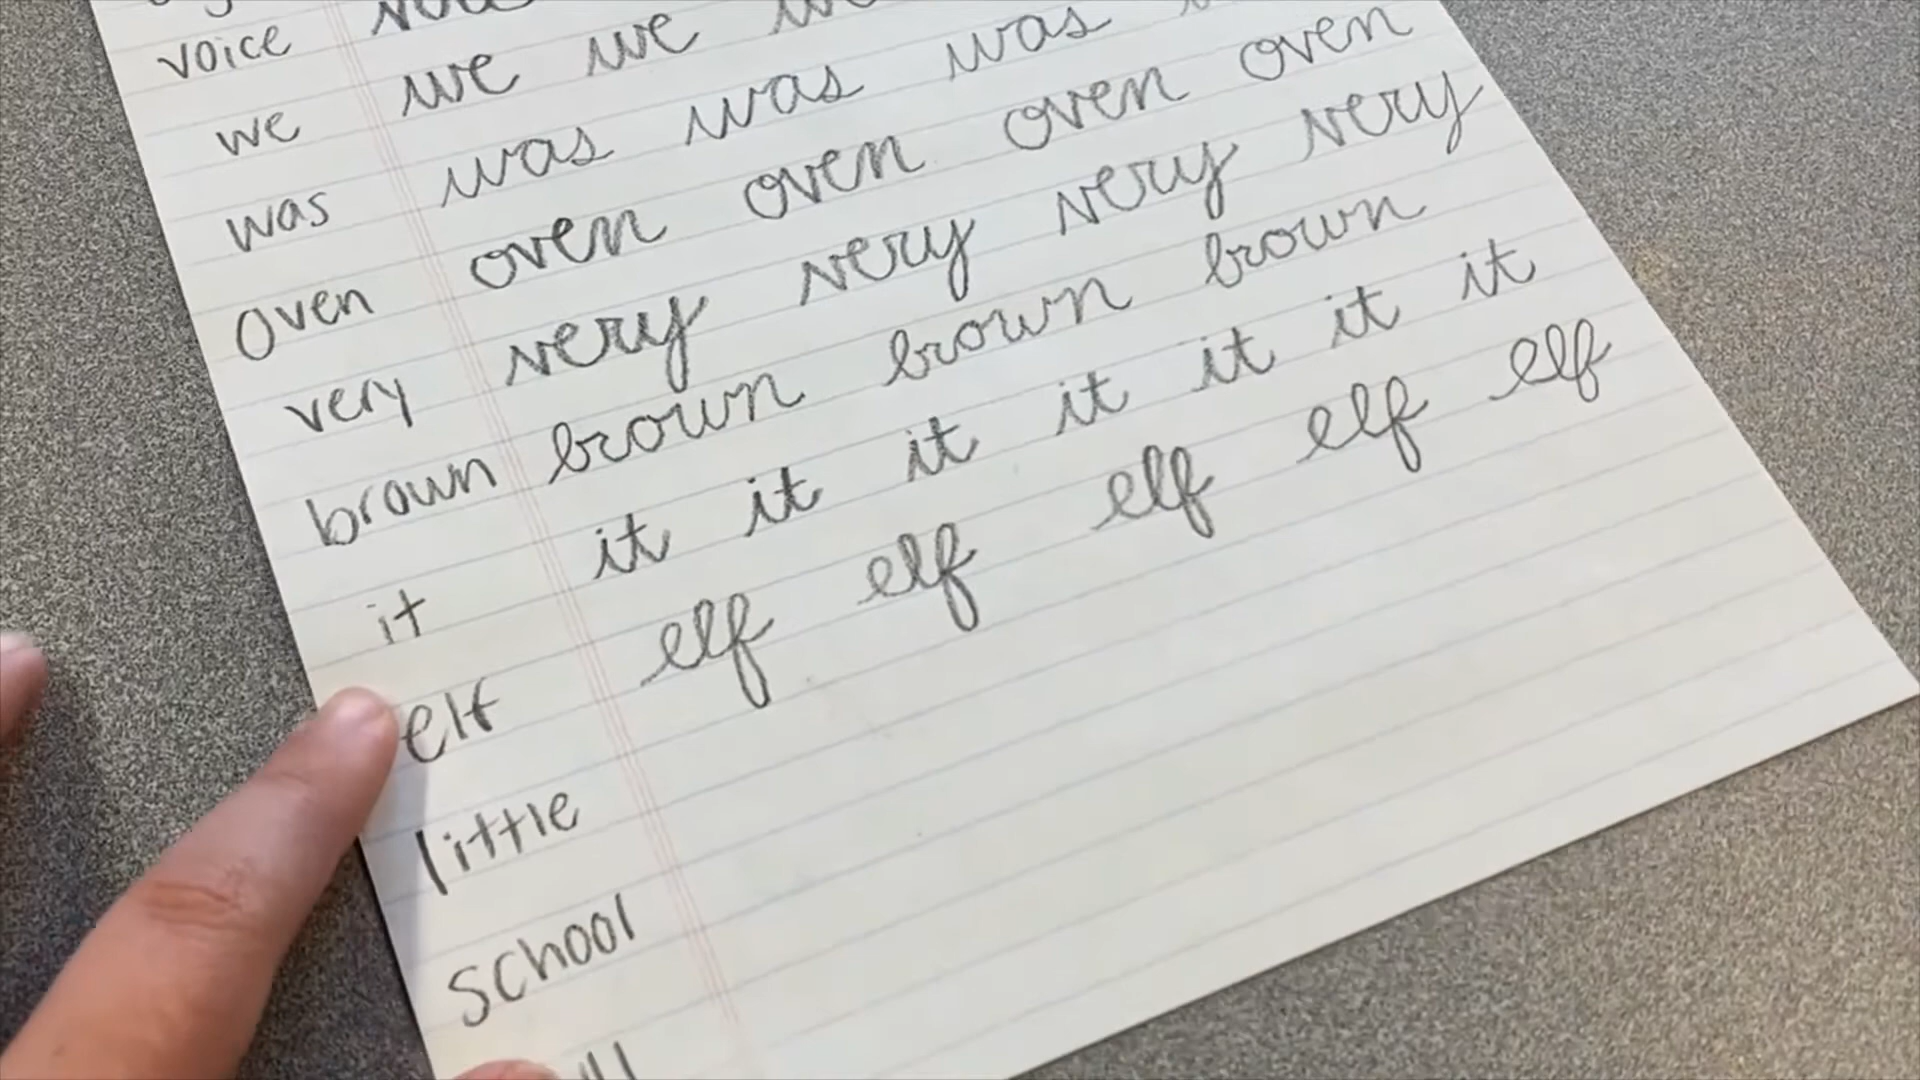 voice
we we we
was was was was
oven oven oven oven oven
very very very very very
brown brown brown brown
it it it it it it it it
elf elf elf elf elf elf
little
school